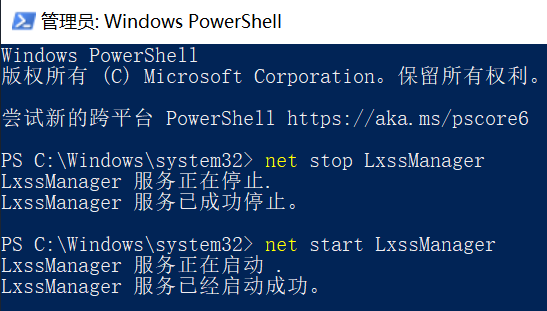 管理员: Windows PowerShell
Windows PowerShell
版权所有 (C) Microsoft Corporation。保留所有权利。
尝试新的跨平台 PowerShell https://aka.ms/pscore6
PS C:\Windows\system32> net stop LxssManager
LxssManager 服务正在停止.
LxssManager 服务已成功停止。
PS C:\Windows\system32> net start LxssManager
LxssManager 服务正在启动 .
LxssManager 服务已经启动成功。